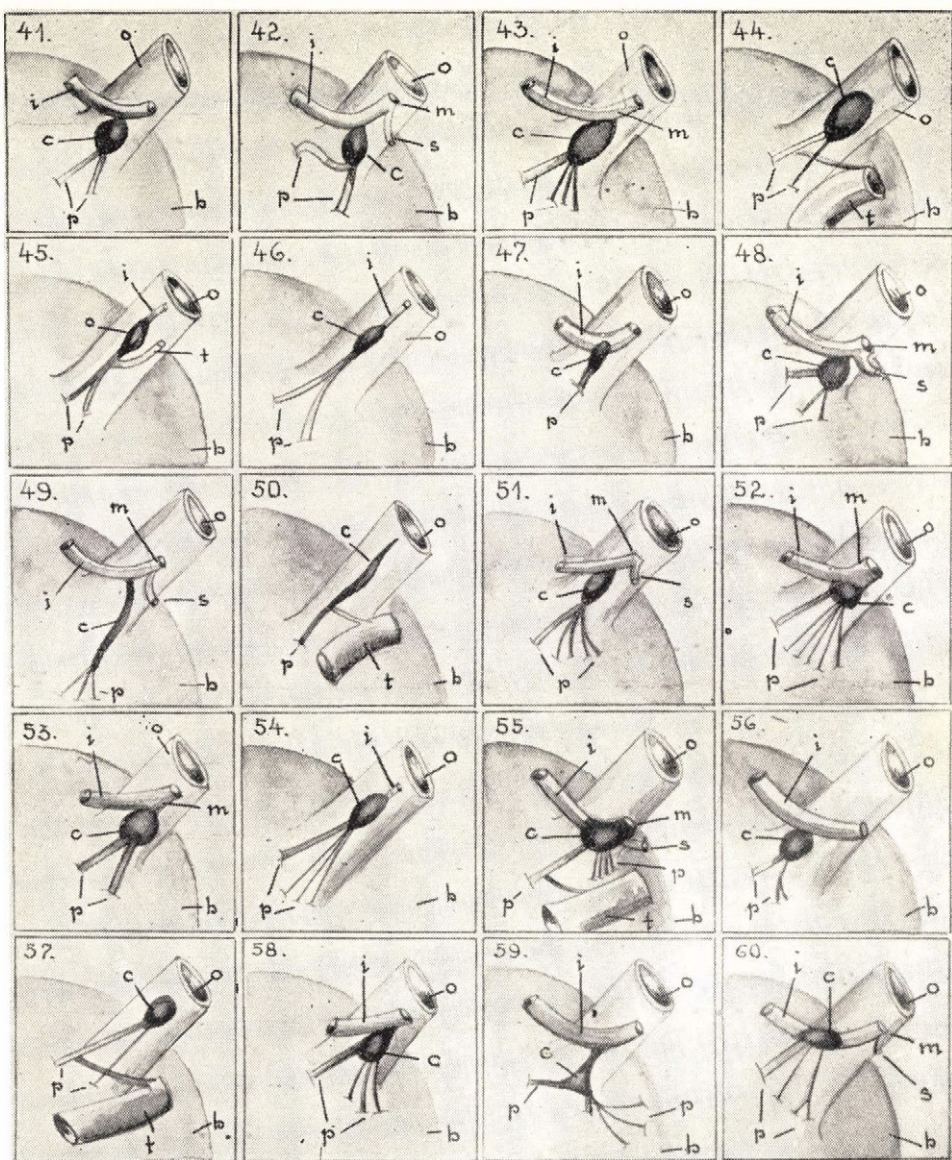 41. o i c p b
42. i o m s c p b
43. i o m c p b
44. c o p t b
45. i o o t p b
46. i c o p b
47. i o c p b
48. i o m c s p b
49. m o i s c p b
50. c o p t b
51. i m o c s p b
52. i m o c p b
53. i o m c p b
54. c i o p b
55. i o c m s p p t b
56. i o c p b
57. c o p t b
58. i o c p b
59. i o c p p b
60. i c o m s p b